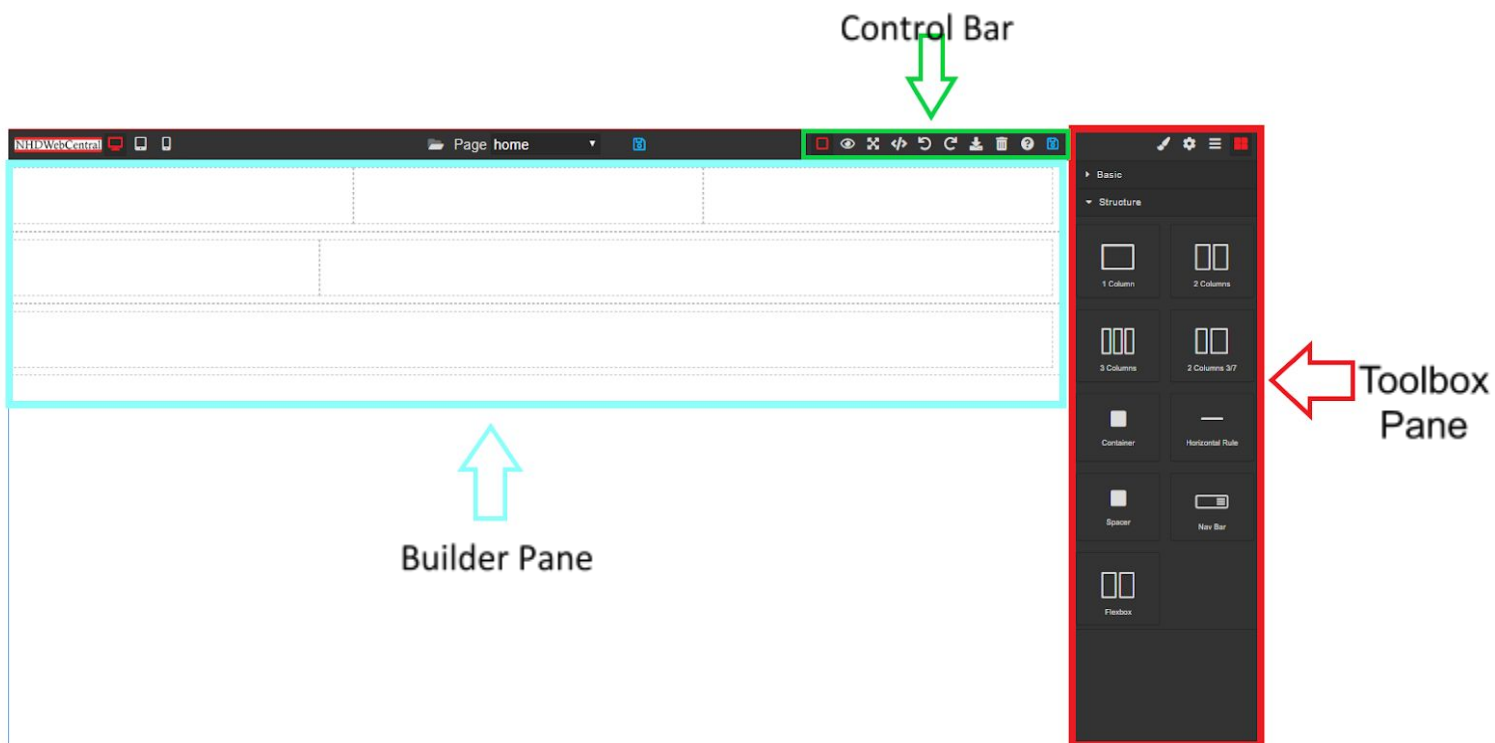 Control Bar
NHDWebCentral
Page home
Basic
Structure
1 Column
2 Columns
3 Columns
2 Columns 3/7
Toolbox
Pane
Container
Horizontal Rule
Spacer
Nav Bar
Builder Pane
Flexbox